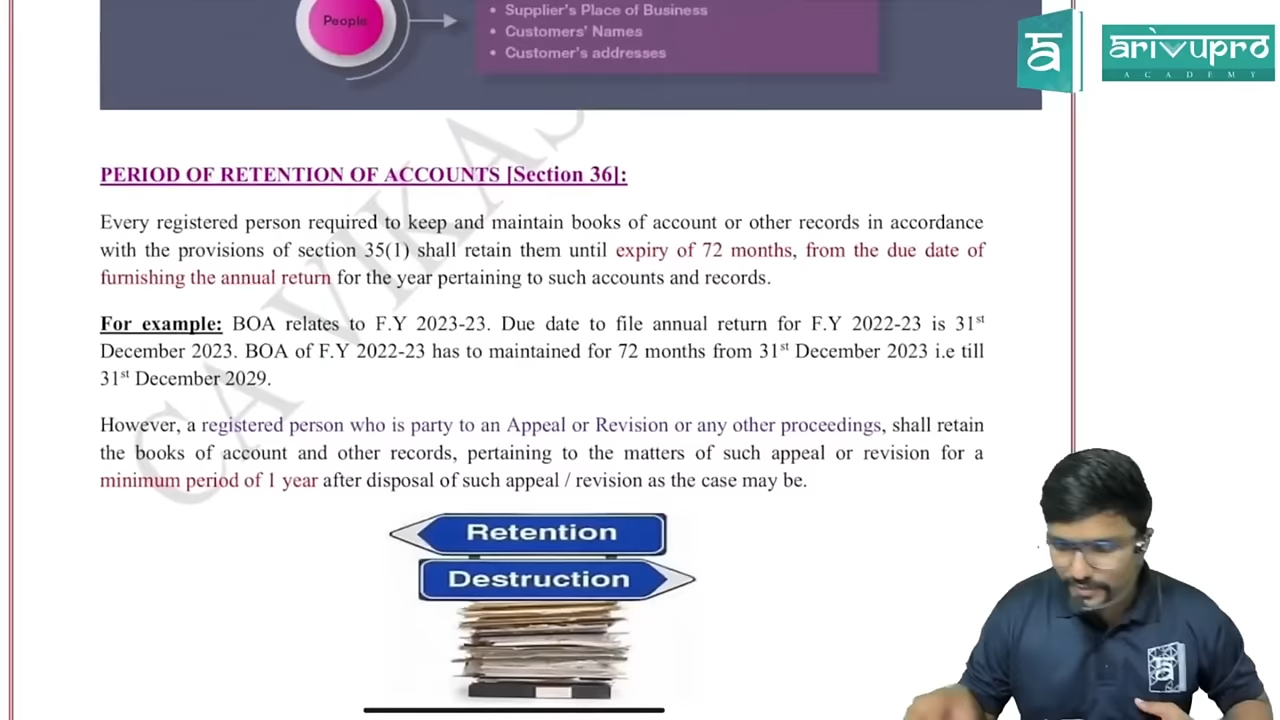 People
• Supplier's Place of Business
• Customers' Names
• Customer's addresses
arivupro
ACADEMY
PERIOD OF RETENTION OF ACCOUNTS [Section 36]:
Every registered person required to keep and maintain books of account or other records in accordance
with the provisions of section 35(1) shall retain them until expiry of 72 months, from the due date of
furnishing the annual return for the year pertaining to such accounts and records.
For example: BOA relates to F.Y 2023-23. Due date to file annual return for F.Y 2022-23 is 31st
December 2023. BOA of F.Y 2022-23 has to maintained for 72 months from 31st December 2023 i.e till
31st December 2029.
However, a registered person who is party to an Appeal or Revision or any other proceedings, shall retain
the books of account and other records, pertaining to the matters of such appeal or revision for a
minimum period of 1 year after disposal of such appeal / revision as the case may be.
CA VIKAS
Retention
Destruction